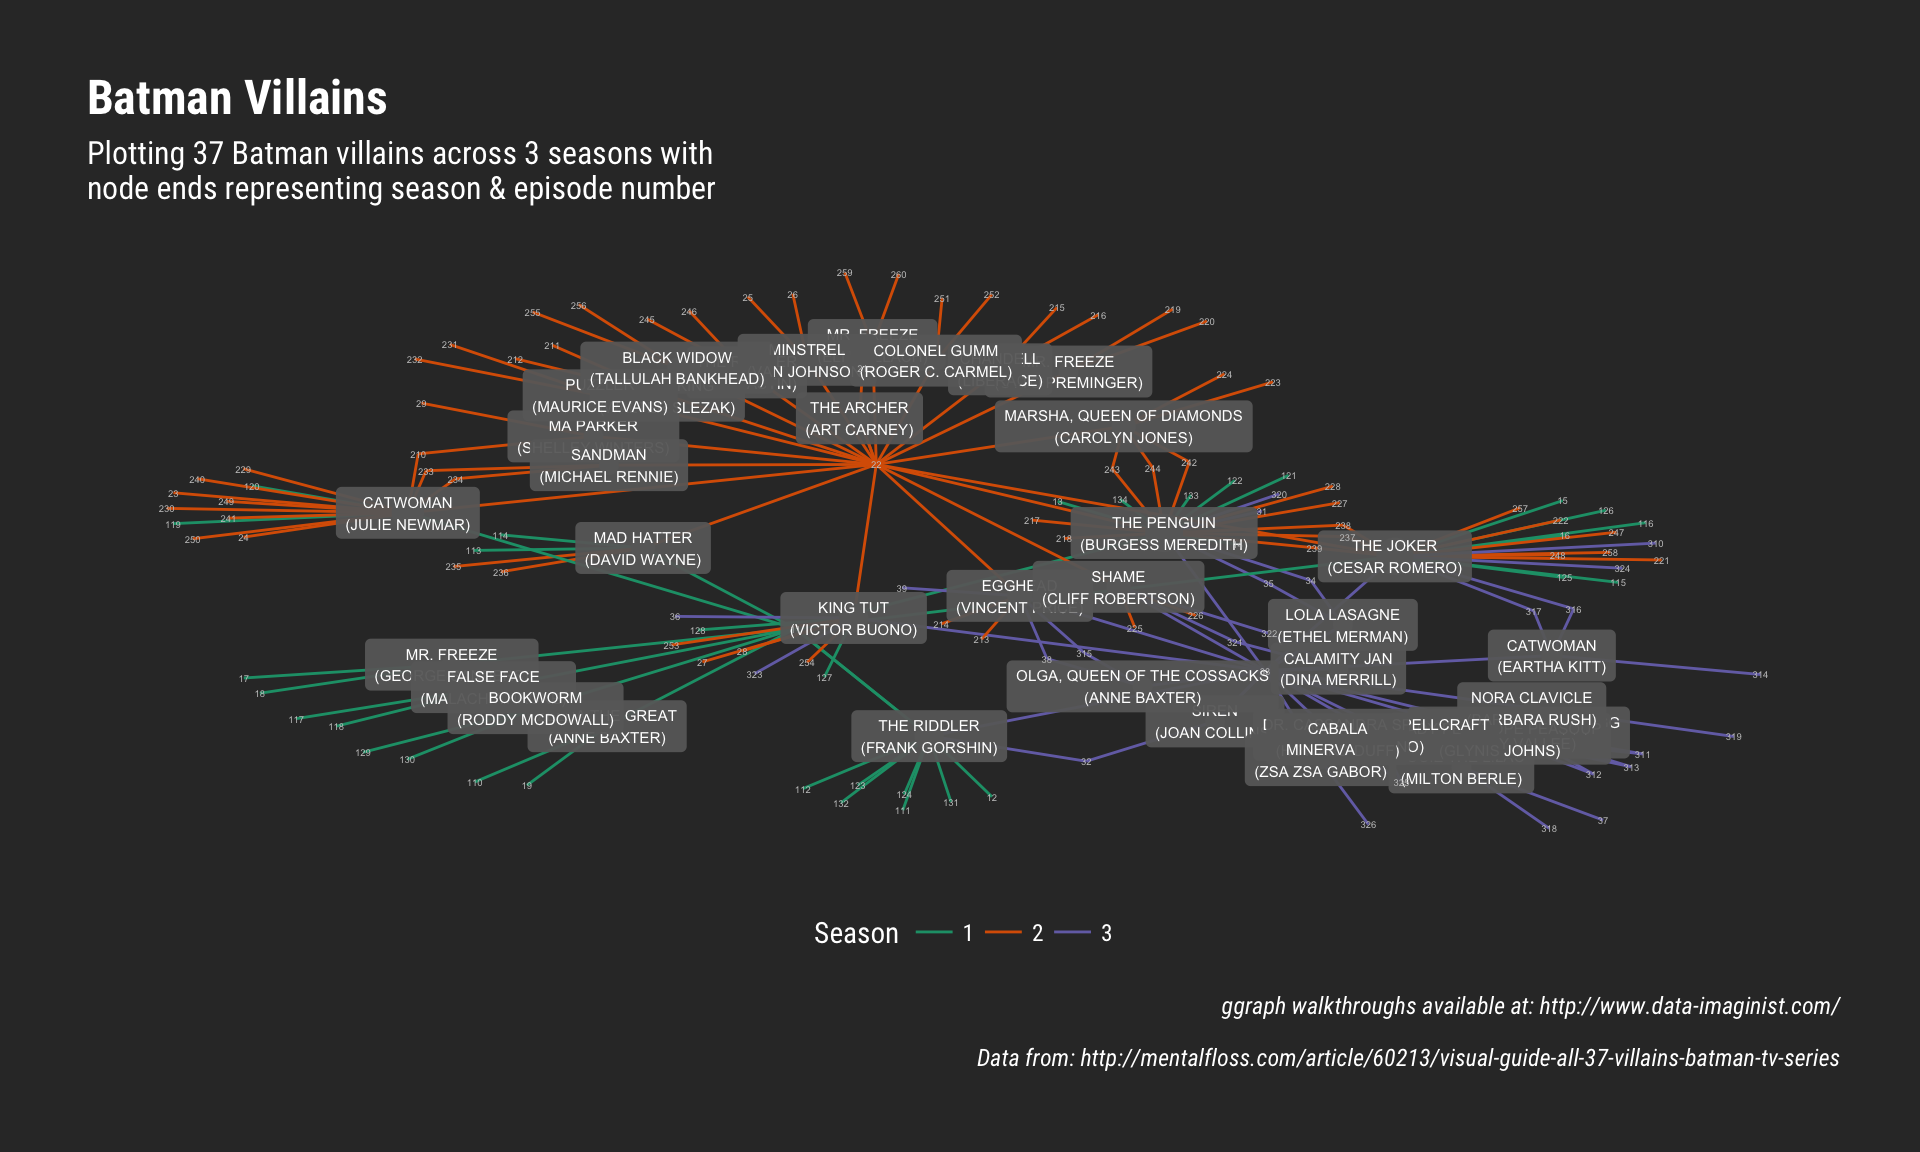 Batman Villains
Plotting 37 Batman villains across 3 seasons with
node ends representing season & episode number
259
260
251
252
25
26
255
256
245
246
215
216
219
220
231
232
211
212
MR. FREEZE
BLACK WIDOW
(TALLULAH BANKHEAD)
MINSTREL
COLONEL GUMM
(ROGER C. CARMEL)
FREEZE
PREMINGER)
224
223
29
(MAURICE EVANS)
SLEZAK)
THE ARCHER
(ART CARNEY)
MARSHA, QUEEN OF DIAMONDS
(CAROLYN JONES)
MA PARKER
(SHELLEY WINTERS)
SANDMAN
(MICHAEL RENNIE)
22
210
233
234
243
244
242
240
229
120
23
249
230
119
241
250
24
CATWOMAN
(JULIE NEWMAR)
114
113
235
236
MAD HATTER
(DAVID WAYNE)
13
134
133
122
121
320
228
227
31
217
218
238
237
239
THE PENGUIN
(BURGESS MEREDITH)
THE JOKER
(CESAR ROMERO)
257
15
126
222
116
16
247
310
248
258
221
324
125
115
317
316
39
35
34
KING TUT
(VICTOR BUONO)
EGGHEAD
(VINCENT PRICE)
SHAME
(CLIFF ROBERTSON)
36
128
253
27
28
254
323
127
214
213
225
226
38
315
321
322
LOLA LASAGNE
(ETHEL MERMAN)
CALAMITY JAN
(DINA MERRILL)
CATWOMAN
(EARTHA KITT)
314
MR. FREEZE
FALSE FACE
BOOKWORM
(RODDY MCDOWALL)
GREAT
(ANNE BAXTER)
17
18
117
118
129
130
110
19
THE RIDDLER
(FRANK GORSHIN)
112
132
123
124
111
131
12
32
OLGA, QUEEN OF THE COSSACKS
(ANNE BAXTER)
SIREN
(JOAN COLLIN
CABALA
MINERVA
(ZSA ZSA GABOR)
NORA CLAVICLE
RBARA RUSH)
PELLCRAFT
JOHNS)
(MILTON BERLE)
319
311
313
312
326
318
37
Season 1 2 3
ggraph walkthroughs available at: http://www.data-imaginist.com/
Data from: http://mentalfloss.com/article/60213/visual-guide-all-37-villains-batman-tv-series